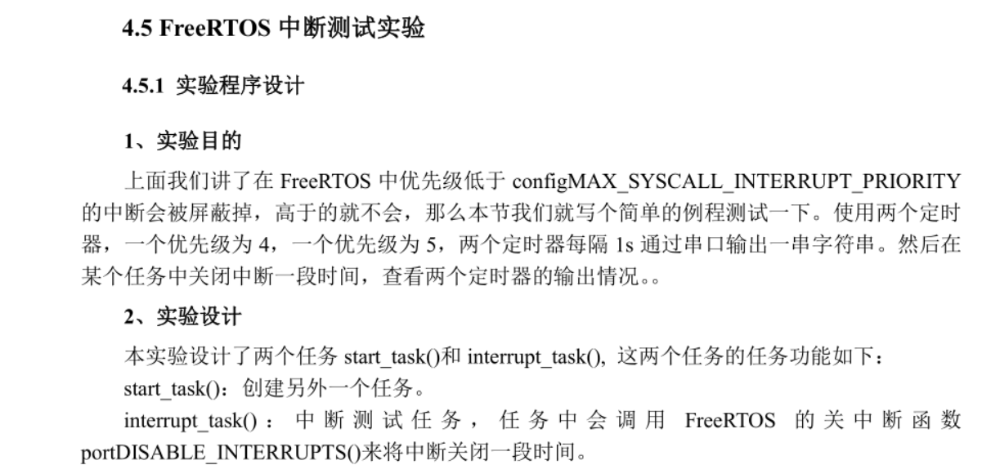 4.5 FreeRTOS 中断测试实验
4.5.1 实验程序设计
1、实验目的
上面我们讲了在 FreeRTOS 中优先级低于 configMAX_SYSCALL_INTERRUPT_PRIORITY
的中断会被屏蔽掉，高于的就不会，那么本节我们就写个简单的例程测试一下。使用两个定时
器，一个优先级为 4，一个优先级为 5，两个定时器每隔 1s 通过串口输出一串字符串。然后在
某个任务中关闭中断一段时间，查看两个定时器的输出情况。。
2、实验设计
本实验设计了两个任务 start_task()和 interrupt_task(), 这两个任务的任务功能如下：
start_task()：创建另外一个任务。
interrupt_task() ：中断测试任务，任务中会调用 FreeRTOS 的关中断函数
portDISABLE_INTERRUPTS()来将中断关闭一段时间。